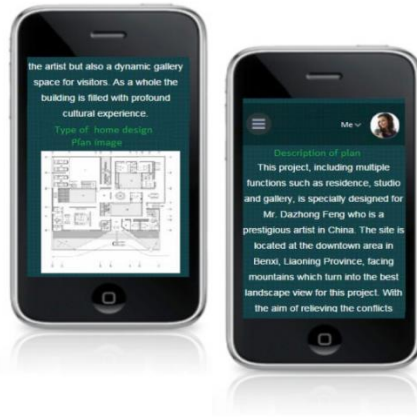 the artist but also a dynamic gallery
space for visitors. As a whole the
building is filled with profound
cultural experience.
Type of home design
Plan image
Me
Description of plan
This project, including multiple
functions such as residence, studio
and gallery, is specially designed for
Mr. Dazhong Feng who is a
prestigious artist in China. The site is
located at the downtown area in
Benxi, Liaoning Province, facing
mountains which turn into the best
landscape view for this project. With
the aim of relieving the conflicts